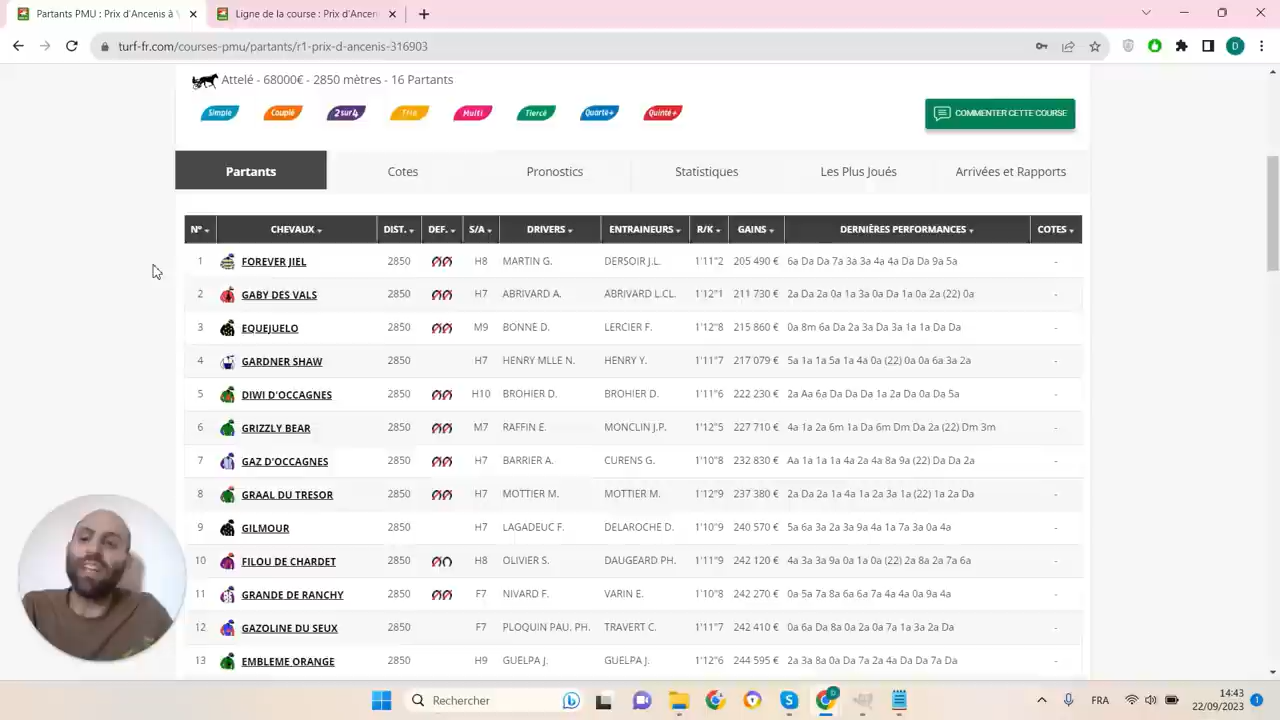 Partants PMU : Prix d'Ancenis à V
Ligne de la course : Prix d'Ancen
turf-fr.com/courses-pmu/partants/r1-prix-d-ancenis-316903
D
Attelé - 68000€ - 2850 mètres - 16 Partants
Simple Couplé 2sur4 Trio Multi Tiercé Quarté+ Quinté+
COMMENTER CETTE COURSE
Partants Cotes Pronostics Statistiques Les Plus Joués Arrivées et Rapports
N° CHEVAUX DIST. DEF. S/A DRIVERS ENTRAINEURS R/K GAINS DERNIÈRES PERFORMANCES COTES
1 FOREVER JIEL 2850 H8 MARTIN G. DERSOIR J.L. 1'11"2 205 490 € 6a Da Da 7a 3a 3a 4a 4a Da Da 9a 5a -
2 GABY DES VALS 2850 H7 ABRIVARD A. ABRIVARD L.CL. 1'12"1 211 730 € 2a Da 2a 0a 1a 3a 0a Da 1a 0a 2a (22) 0a -
3 EQUEJUELO 2850 M9 BONNE D. LERCIER F. 1'12"8 215 860 € 0a 8m 6a Da 2a 3a Da 3a 1a 1a Da Da -
4 GARDNER SHAW 2850 H7 HENRY MLLE N. HENRY Y. 1'11"7 217 079 € 5a 1a 1a 5a 1a 4a 0a (22) 0a 0a 6a 3a 2a -
5 DIWI D'OCCAGNES 2850 H10 BROHIER D. BROHIER D. 1'11"6 222 230 € 2a Aa 6a Da Da Da 1a 2a Da 0a Da 5a -
6 GRIZZLY BEAR 2850 M7 RAFFIN E. MONCLIN J.P. 1'12"5 227 710 € 4a 1a 2a 6m 1a Da 6m Dm Da 2a (22) Dm 3m -
7 GAZ D'OCCAGNES 2850 H7 BARRIER A. CURENS G. 1'10"8 232 830 € Aa 1a 1a 1a 4a 2a 4a 8a 9a (22) Da Da 2a -
8 GRAAL DU TRESOR 2850 H7 MOTTIER M. MOTTIER M. 1'12"9 237 380 € 2a Da 2a 1a 4a 1a 2a 3a 1a (22) 1a 2a Da -
9 GILMOUR 2850 H7 LAGADEUC F. DELAROCHE D. 1'10"9 240 570 € 5a 6a 3a 2a 3a 9a 4a 1a 7a 3a 0a 4a -
10 FILOU DE CHARDET 2850 H8 OLIVIER S. DAUGEARD PH. 1'11"9 242 120 € 4a 3a 3a 9a 0a 1a 0a (22) 2a 8a 2a 7a 6a -
11 GRANDE DE RANCHY 2850 F7 NIVARD F. VARIN E. 1'10"8 242 270 € 0a 5a 7a 8a 6a 6a 7a 4a 4a 0a 9a 4a -
12 GAZOLINE DU SEUX 2850 F7 PLOQUIN PAU. PH. TRAVERT C. 1'11"7 242 410 € 0a 6a Da 8a 0a 2a 0a 7a 1a 3a 2a Da -
13 EMBLEME ORANGE 2850 H9 GUELPA J. GUELPA J. 1'12"6 244 595 € 2a 3a 8a 0a Da 7a 2a 4a Da Da 7a Da -
Rechercher
FRA
14:43
22/09/2023